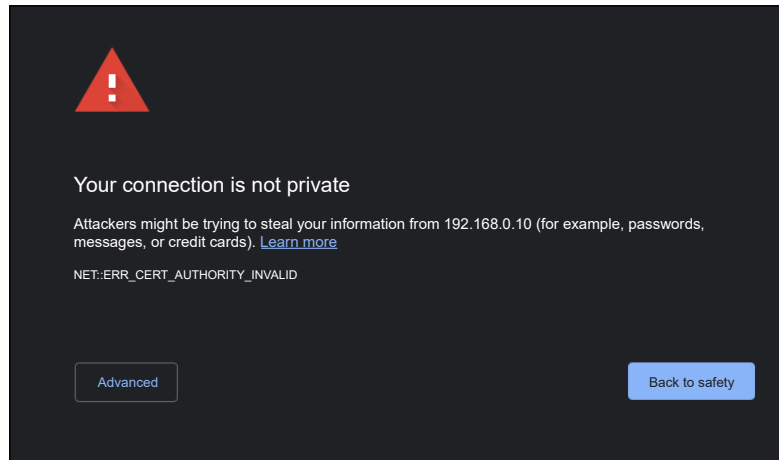 Your connection is not private
Attackers might be trying to steal your information from 192.168.0.10 (for example, passwords,
messages, or credit cards). Learn more
NET::ERR_CERT_AUTHORITY_INVALID
Advanced
Back to safety